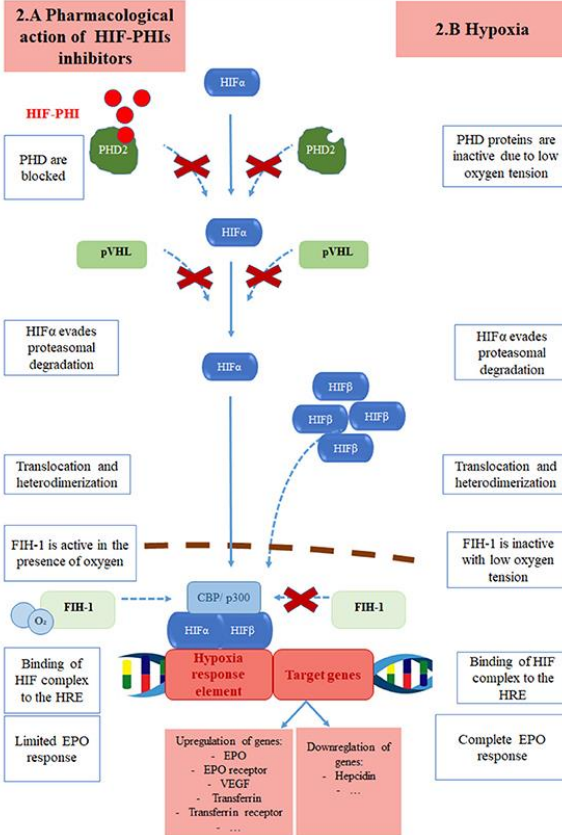 2.A Pharmacological
action of HIF-PHIs
inhibitors
2.B Hypoxia
HIFα
HIF-PHI
PHD2
PHD2
PHD are
blocked
PHD proteins are
inactive due to low
oxygen tension
HIFα
pVHL
pVHL
HIFα evades
proteasomal
degradation
HIFα
HIFα evades
proteasomal
degradation
HIFβ
HIFβ
HIFβ
HIFβ
Translocation and
heterodimerization
Translocation and
heterodimerization
FIH-1 is active in the
presence of oxygen
FIH-1 is inactive
with low oxygen
tension
O₂
FIH-1
CBP/ p300
FIH-1
HIFα
HIFβ
Binding of
HIF complex
to the HRE
Hypoxia
response
element
Target genes
Binding of HIF
complex to the
HRE
Limited EPO
response
Upregulation of genes:
- EPO
- EPO receptor
- VEGF
- Transferrin
- Transferrin receptor
- ...
Downreglation of
genes:
- Hepcidin
- ...
Complete EPO
response